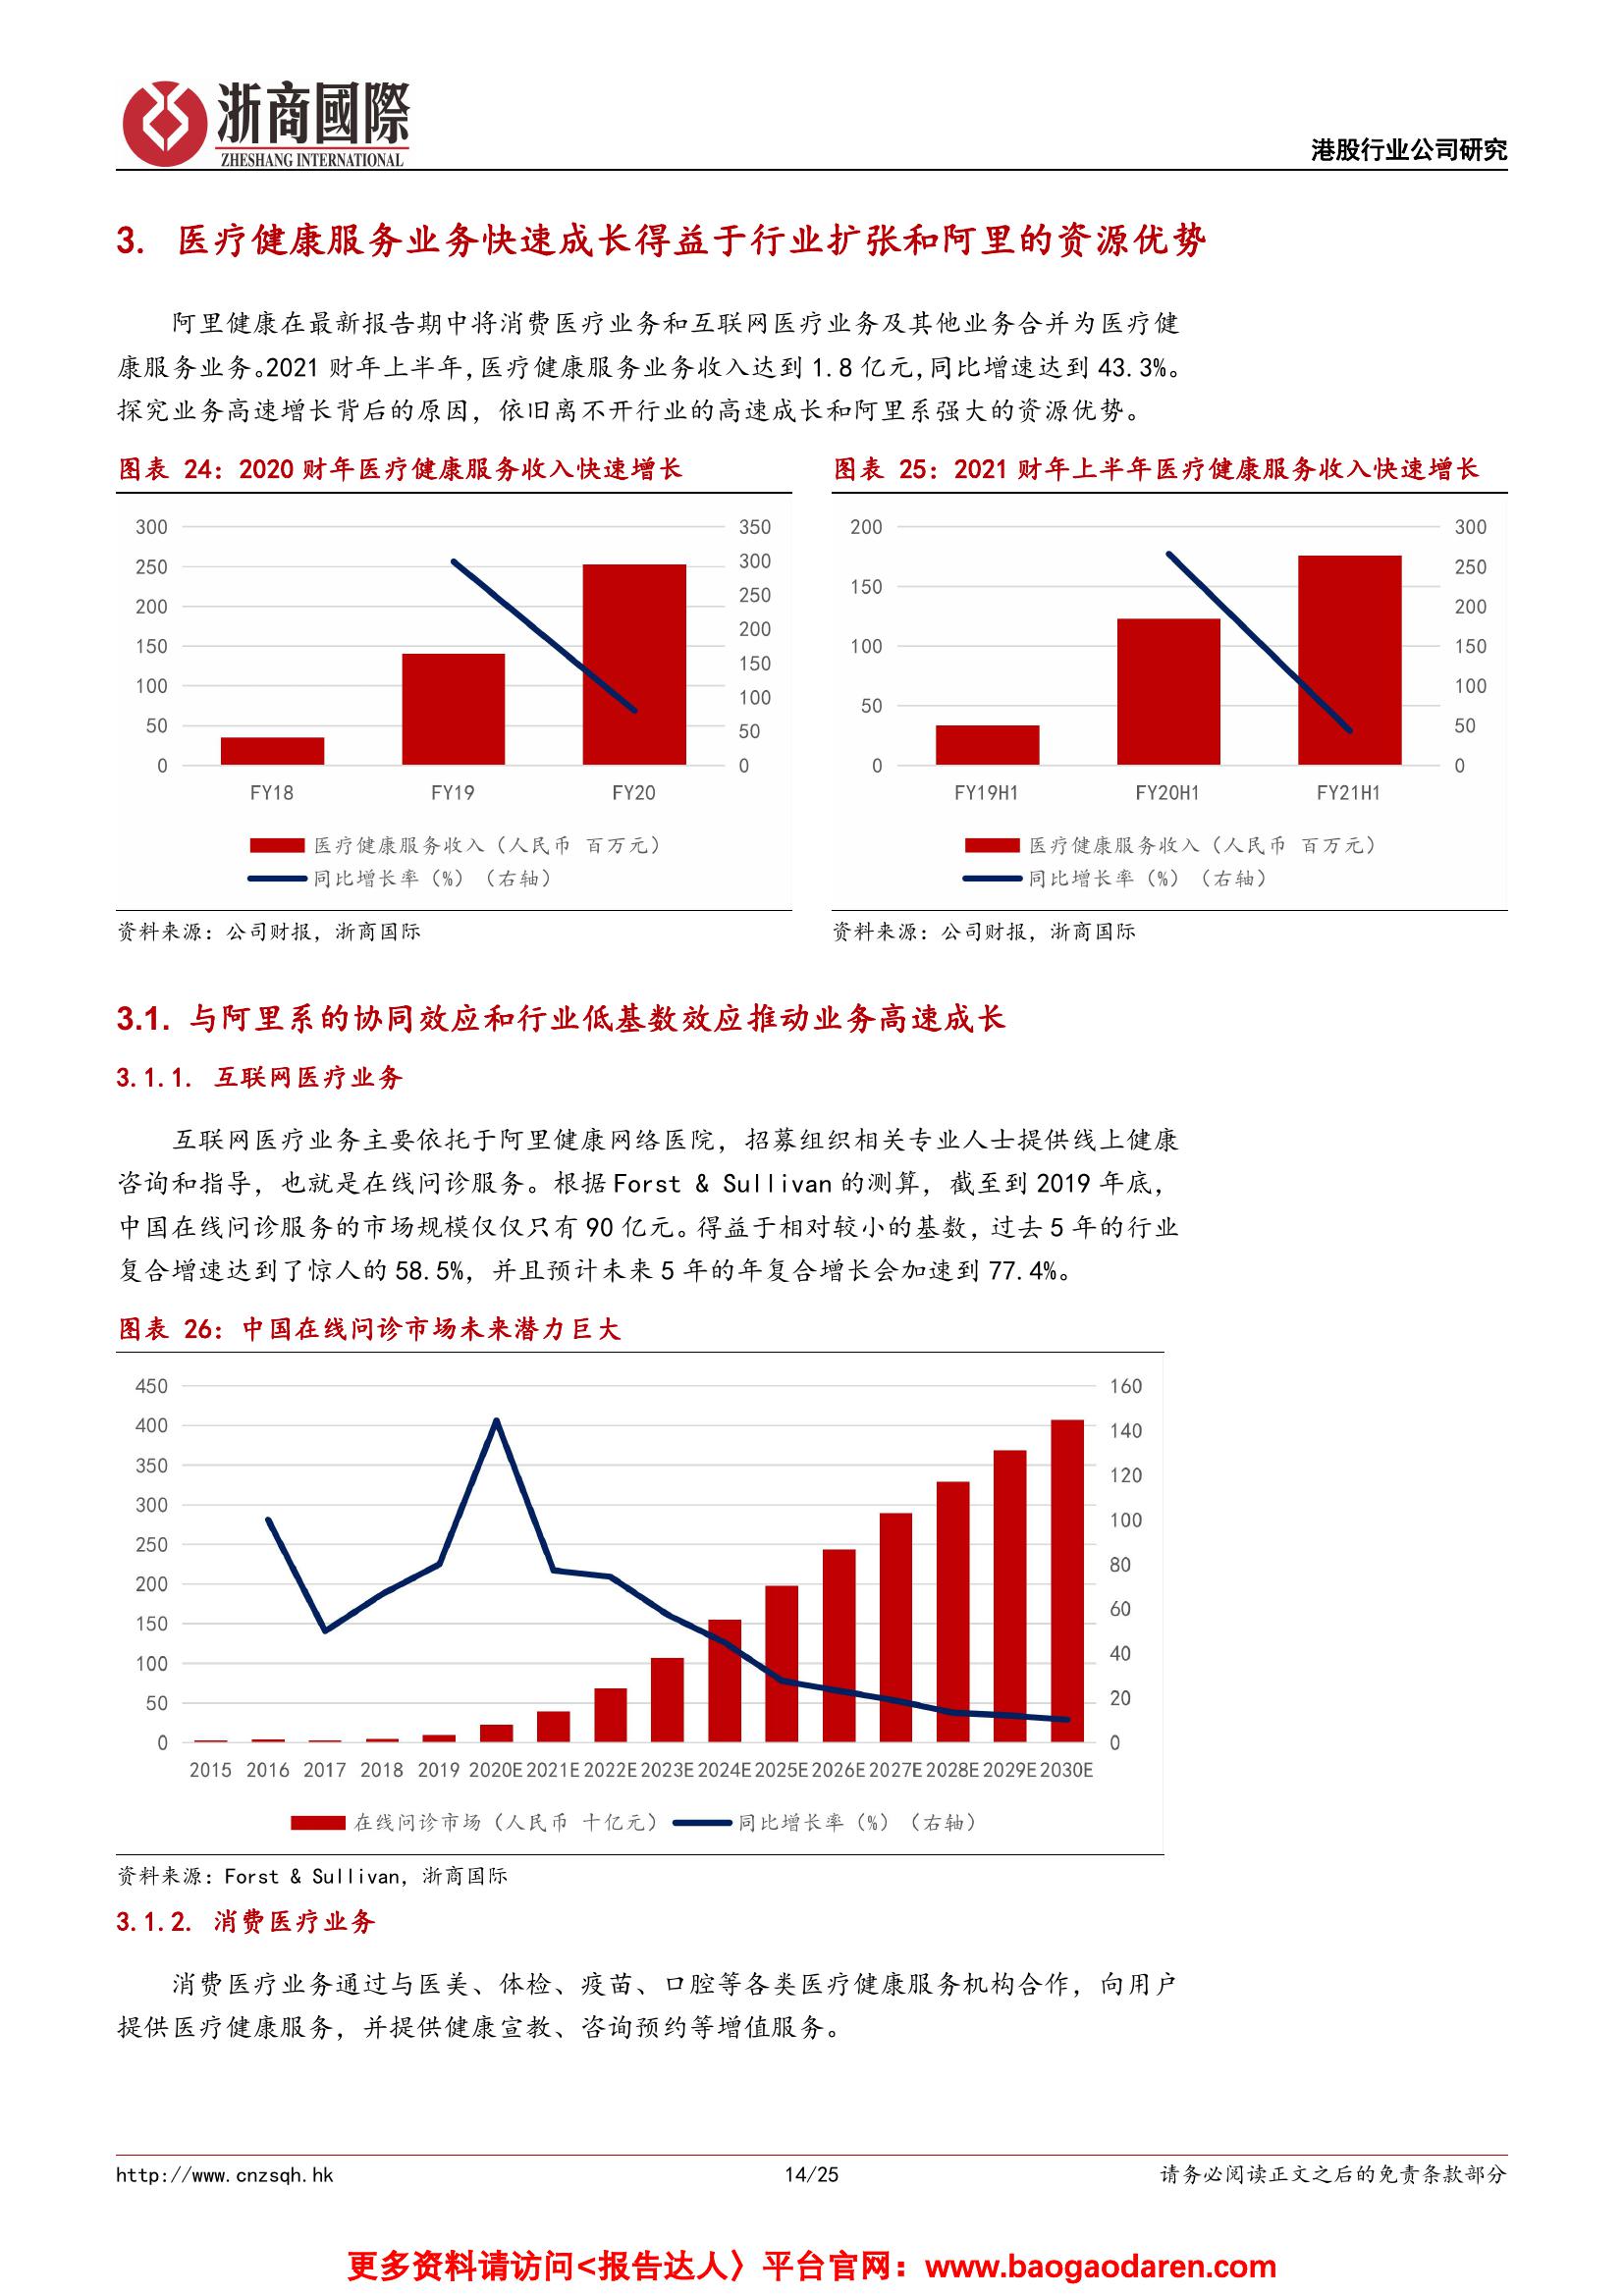 浙商國際
ZHESHANG INTERNATIONAL
港股行业公司研究
3. 医疗健康服务业务快速成长得益于行业扩张和阿里的资源优势
阿里健康在最新报告期中将消费医疗业务和互联网医疗业务及其他业务合并为医疗健
康服务业务。2021 财年上半年，医疗健康服务业务收入达到 1.8 亿元，同比增速达到 43.3%。
探究业务高速增长背后的原因，依旧离不开行业的高速成长和阿里系强大的资源优势。
图表 24：2020 财年医疗健康服务收入快速增长
300 350
250 300
200 250
150 200
100 150
50 100
0 50
0
FY18 FY19 FY20
医疗健康服务收入（人民币 百万元）
同比增长率（%）（右轴）
资料来源：公司财报，浙商国际
图表 25：2021 财年上半年医疗健康服务收入快速增长
200 300
150 250
100 200
50 150
0 100
50
0
FY19H1 FY20H1 FY21H1
医疗健康服务收入（人民币 百万元）
同比增长率（%）（右轴）
资料来源：公司财报，浙商国际
3.1. 与阿里系的协同效应和行业低基数效应推动业务高速成长
3.1.1. 互联网医疗业务
互联网医疗业务主要依托于阿里健康网络医院，招募组织相关专业人士提供线上健康
咨询和指导，也就是在线问诊服务。根据 Forst & Sullivan 的测算，截至到 2019 年底，
中国在线问诊服务的市场规模仅仅只有 90 亿元。得益于相对较小的基数，过去 5 年的行业
复合增速达到了惊人的 58.5%，并且预计未来 5 年的年复合增长会加速到 77.4%。
图表 26：中国在线问诊市场未来潜力巨大
450 160
400 140
350 120
300 100
250 80
200 60
150 40
100 20
50 0
0
2015 2016 2017 2018 2019 2020E 2021E 2022E 2023E 2024E 2025E 2026E 2027E 2028E 2029E 2030E
在线问诊市场（人民币 十亿元） 同比增长率（%）（右轴）
资料来源：Forst & Sullivan，浙商国际
3.1.2. 消费医疗业务
消费医疗业务通过与医美、体检、疫苗、口腔等各类医疗健康服务机构合作，向用户
提供医疗健康服务，并提供健康宣教、咨询预约等增值服务。
http://www.cnzsqh.hk 14/25 请务必阅读正文之后的免责条款部分
更多资料请访问<报告达人〉平台官网：www.baogaodaren.com